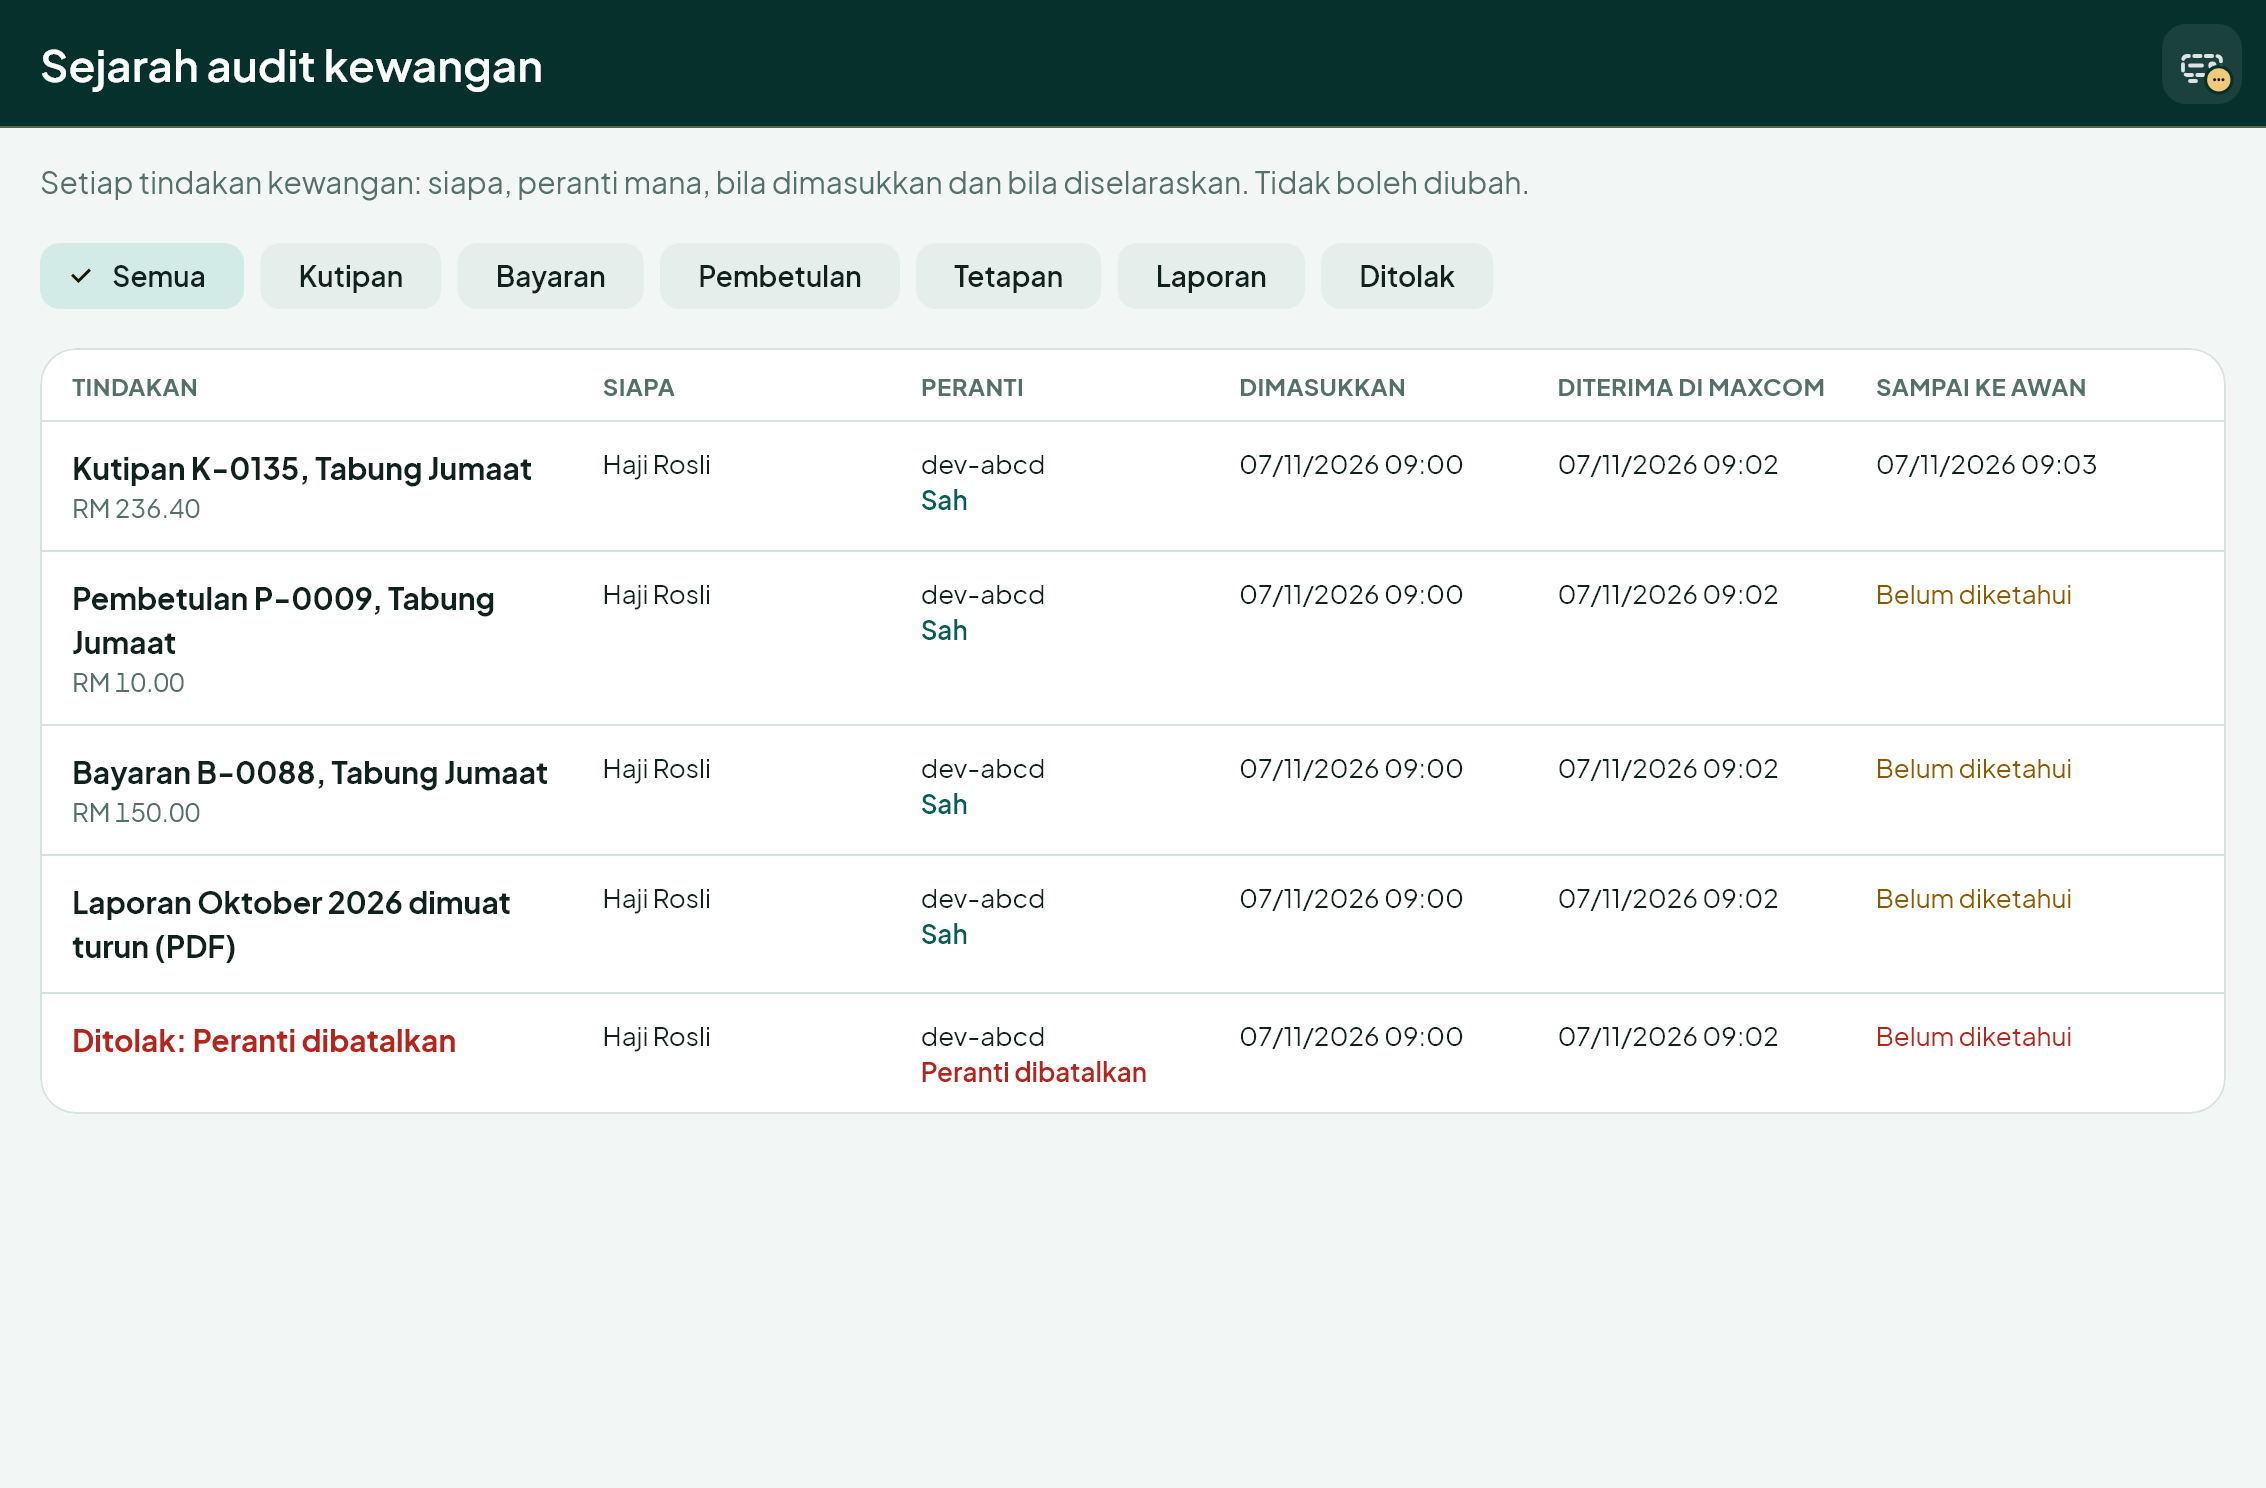 Sejarah audit kewangan
Setiap tindakan kewangan: siapa, peranti mana, bila dimasukkan dan bila diselaraskan. Tidak boleh diubah.
Semua Kutipan Bayaran Pembetulan Tetapan Laporan Ditolak
TINDAKAN SIAPA PERANTI DIMASUKKAN DITERIMA DI MAXCOM SAMPAI KE AWAN
Kutipan K-0135, Tabung Jumaat Haji Rosli dev-abcd 07/11/2026 09:00 07/11/2026 09:02 07/11/2026 09:03
RM 236.40 Sah
Pembetulan P-0009, Tabung Haji Rosli dev-abcd 07/11/2026 09:00 07/11/2026 09:02 Belum diketahui
Jumaat Sah
RM 10.00
Bayaran B-0088, Tabung Jumaat Haji Rosli dev-abcd 07/11/2026 09:00 07/11/2026 09:02 Belum diketahui
RM 150.00 Sah
Laporan Oktober 2026 dimuat Haji Rosli dev-abcd 07/11/2026 09:00 07/11/2026 09:02 Belum diketahui
turun (PDF) Sah
Ditolak: Peranti dibatalkan Haji Rosli dev-abcd 07/11/2026 09:00 07/11/2026 09:02 Belum diketahui
Peranti dibatalkan